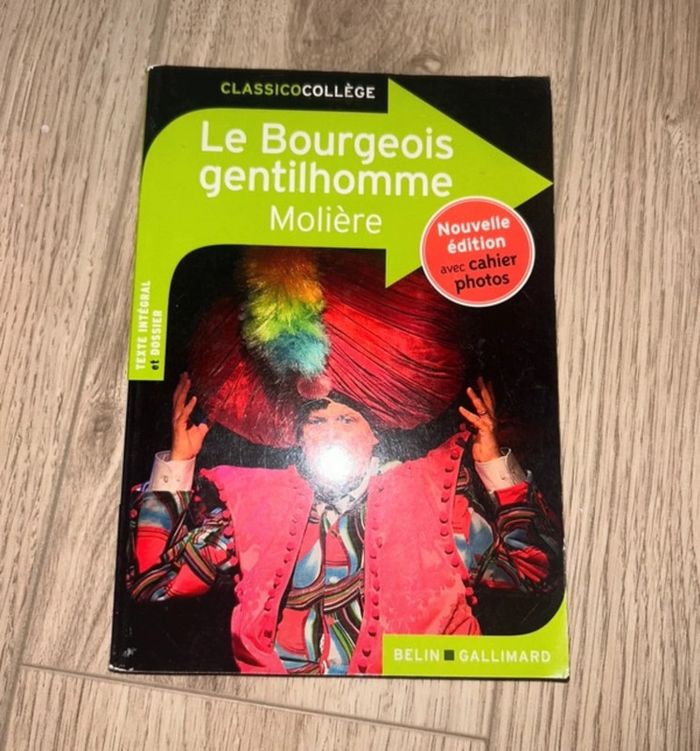 CLASSICOCOLLÈGE
Le Bourgeois
gentilhomme
Molière
Nouvelle
édition
avec cahier
photos
TEXTE INTÉGRAL
et DOSSIER
BELIN ■ GALLIMARD